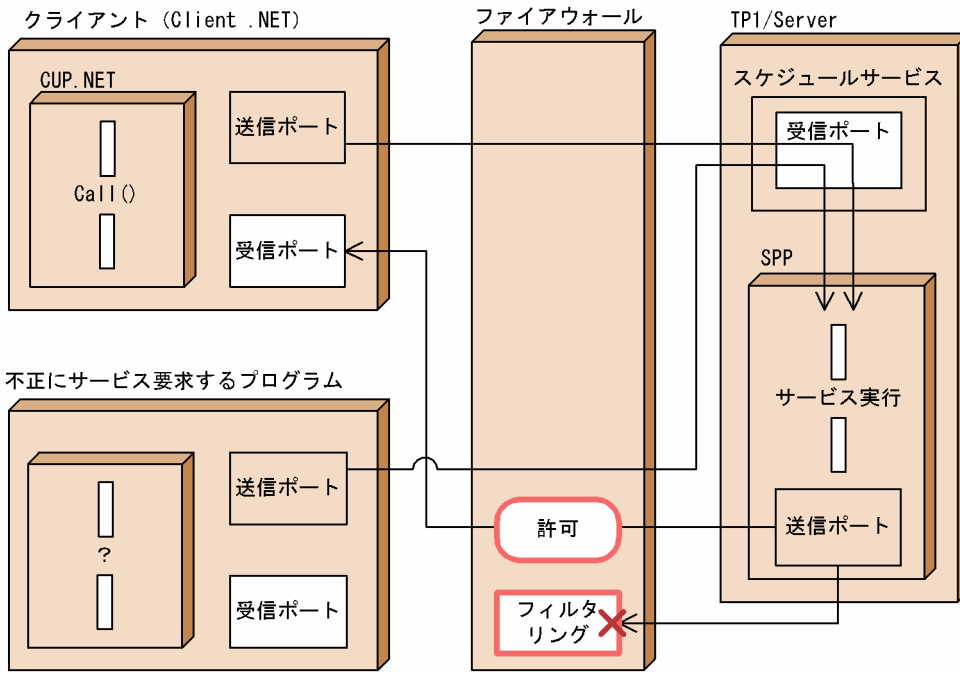 クライアント (Client .NET)
ファイアウォール
TP1/Server
CUP.NET
Call()
送信ポート
受信ポート
スケジュールサービス
受信ポート
SPP
サービス実行
送信ポート
不正にサービス要求するプログラム
?
送信ポート
受信ポート
許可
フィルタ
リング